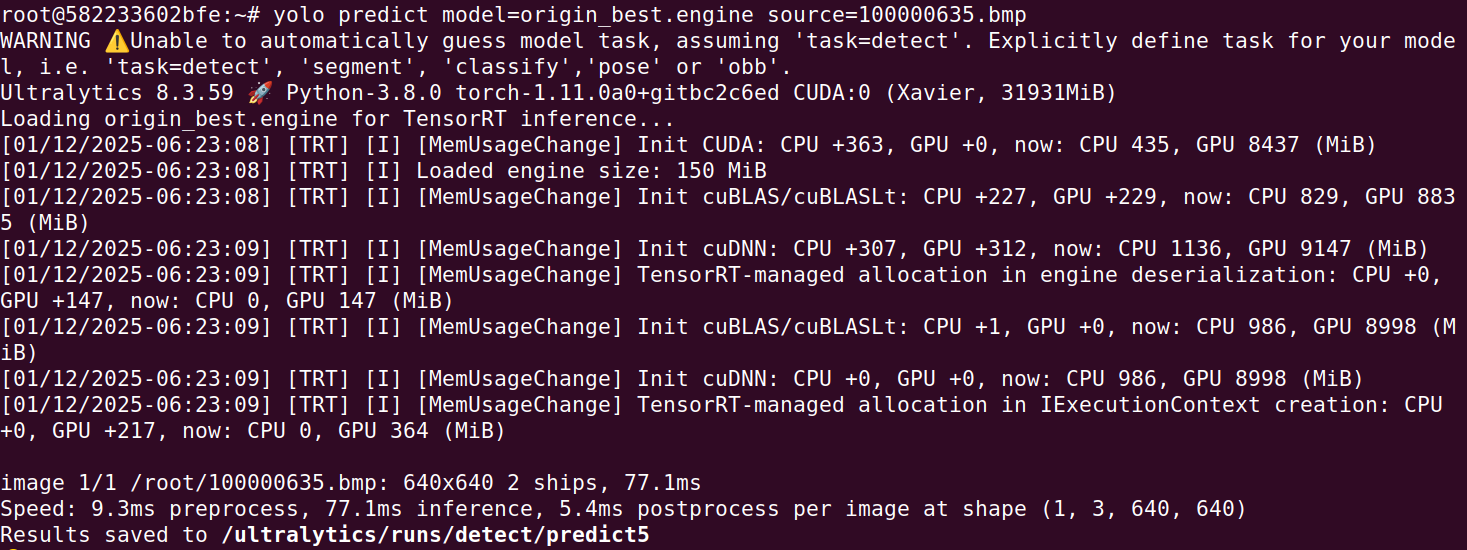 root@582233602bfe:~# yolo predict model=origin_best.engine source=100000635.bmp
WARNING ⚠️Unable to automatically guess model task, assuming 'task=detect'. Explicitly define task for your mode
l, i.e. 'task=detect', 'segment', 'classify','pose' or 'obb'.
Ultralytics 8.3.59 🚀 Python-3.8.0 torch-1.11.0a0+gitbc2c6ed CUDA:0 (Xavier, 31931MiB)
Loading origin_best.engine for TensorRT inference...
[01/12/2025-06:23:08] [TRT] [I] [MemUsageChange] Init CUDA: CPU +363, GPU +0, now: CPU 435, GPU 8437 (MiB)
[01/12/2025-06:23:08] [TRT] [I] Loaded engine size: 150 MiB
[01/12/2025-06:23:08] [TRT] [I] [MemUsageChange] Init cuBLAS/cuBLASLt: CPU +227, GPU +229, now: CPU 829, GPU 883
5 (MiB)
[01/12/2025-06:23:09] [TRT] [I] [MemUsageChange] Init cuDNN: CPU +307, GPU +312, now: CPU 1136, GPU 9147 (MiB)
[01/12/2025-06:23:09] [TRT] [I] [MemUsageChange] TensorRT-managed allocation in engine deserialization: CPU +0,
GPU +147, now: CPU 0, GPU 147 (MiB)
[01/12/2025-06:23:09] [TRT] [I] [MemUsageChange] Init cuBLAS/cuBLASLt: CPU +1, GPU +0, now: CPU 986, GPU 8998 (M
iB)
[01/12/2025-06:23:09] [TRT] [I] [MemUsageChange] Init cuDNN: CPU +0, GPU +0, now: CPU 986, GPU 8998 (MiB)
[01/12/2025-06:23:09] [TRT] [I] [MemUsageChange] TensorRT-managed allocation in IExecutionContext creation: CPU
+0, GPU +217, now: CPU 0, GPU 364 (MiB)
image 1/1 /root/100000635.bmp: 640x640 2 ships, 77.1ms
Speed: 9.3ms preprocess, 77.1ms inference, 5.4ms postprocess per image at shape (1, 3, 640, 640)
Results saved to /ultralytics/runs/detect/predict5